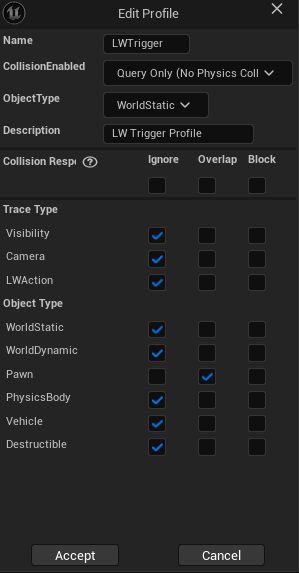 Edit Profile
Name LWTrigger
CollisionEnabled Query Only (No Physics Coll
ObjectType WorldStatic
Description LW Trigger Profile
Collision Respo ? Ignore Overlap Block
Trace Type
Visibility
Camera
LWAction
Object Type
WorldStatic
WorldDynamic
Pawn
PhysicsBody
Vehicle
Destructible
Accept Cancel